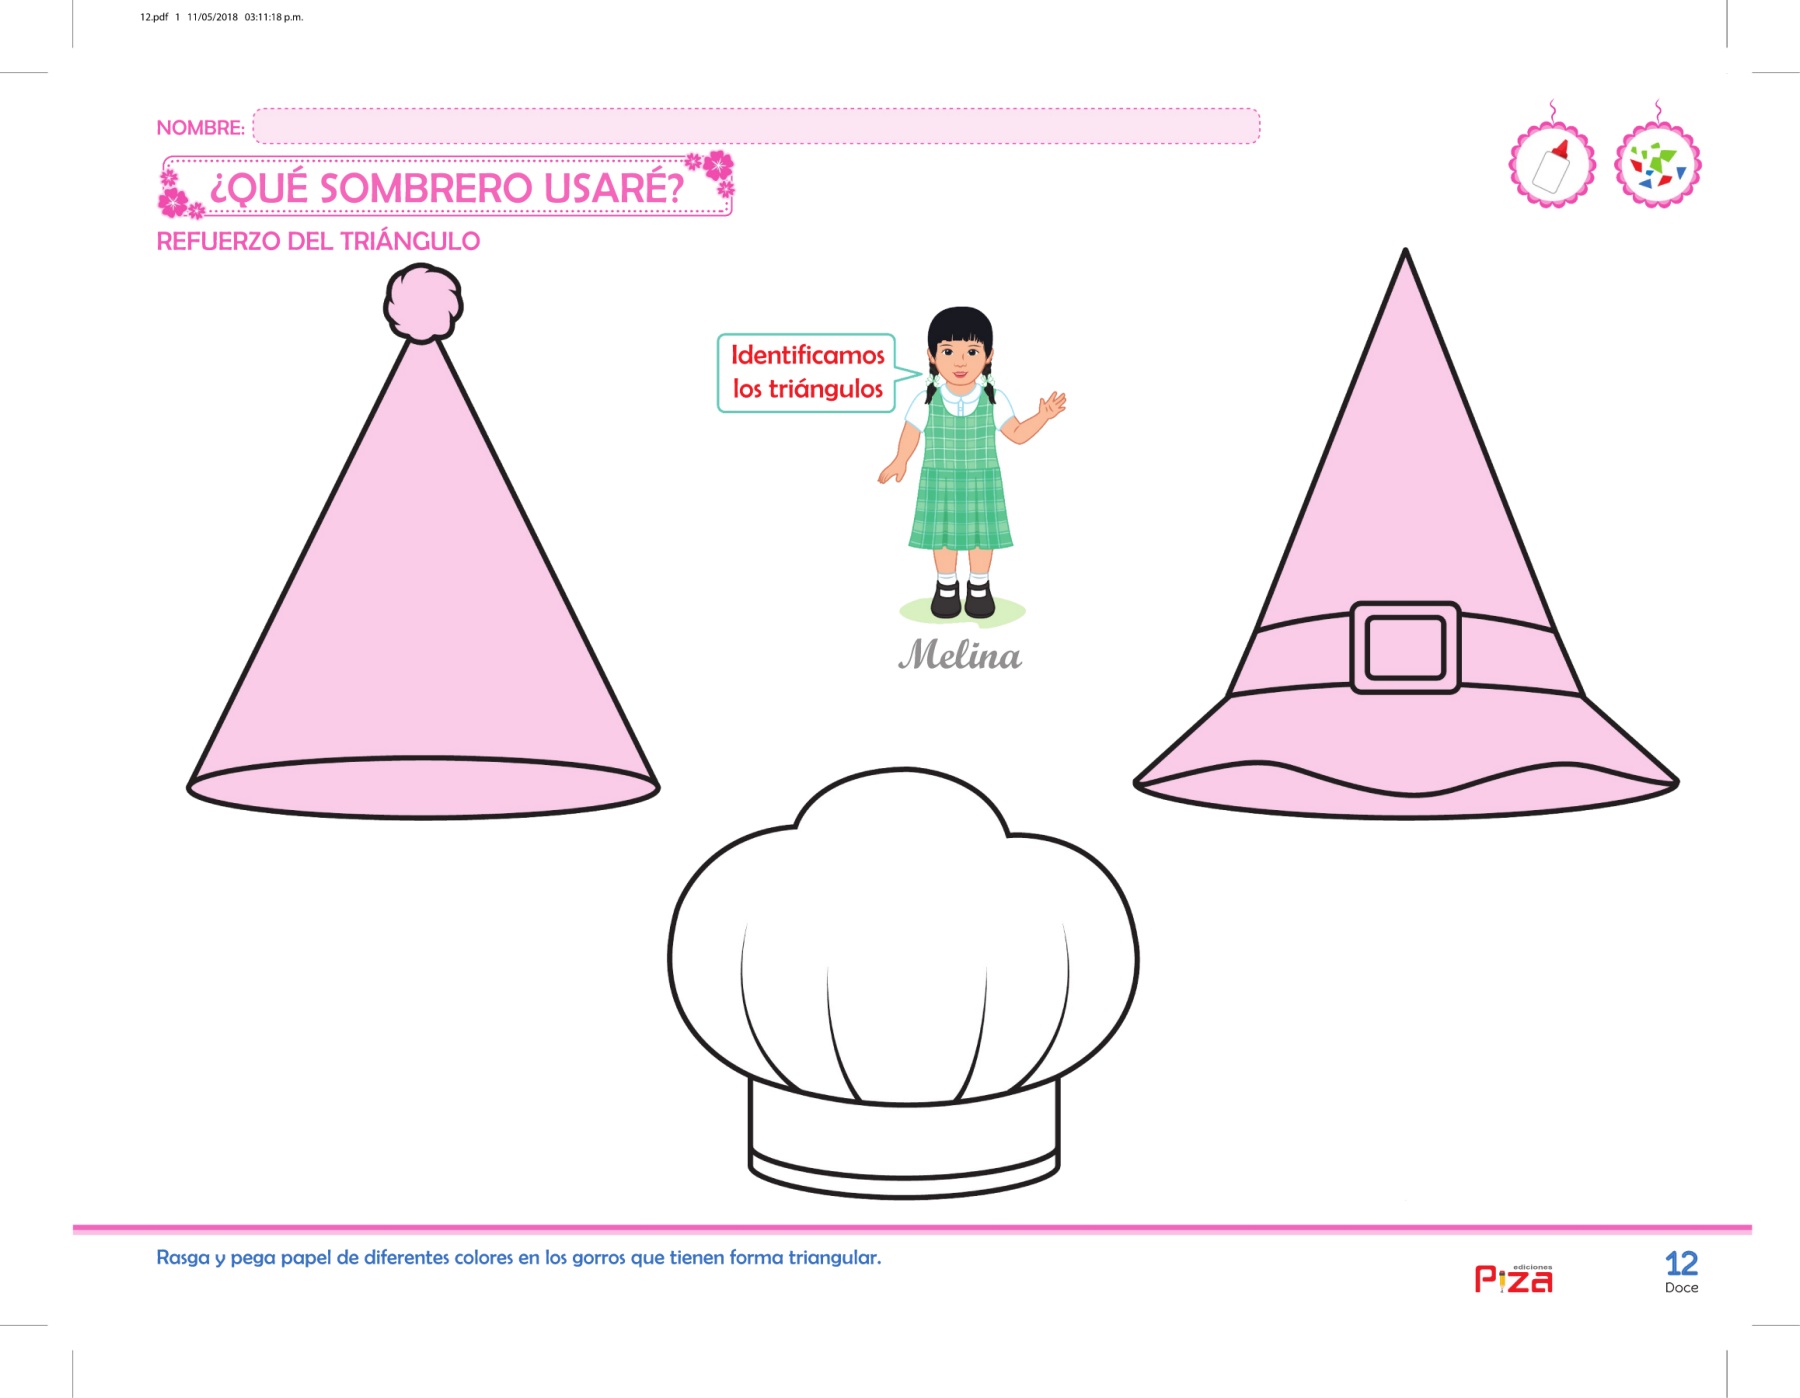 12.pdf 1 11/05/2018 03:11:18 p.m.
NOMBRE:
¿QUÉ SOMBRERO USARÉ?
REFUERZO DEL TRIÁNGULO
Identificamos
los triángulos
Melina
Rasga y pega papel de diferentes colores en los gorros que tienen forma triangular.
ediciones
Piza
12
Doce